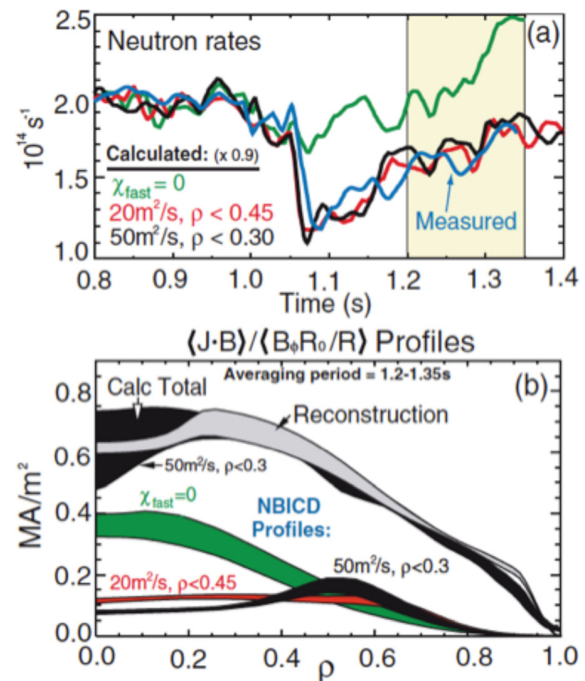 (a)
Neutron rates
2.5
2.0
1.5
1.0
10¹⁴ s⁻¹
Calculated: (x 0.9)
χfast = 0
20m²/s, ρ < 0.45
50m²/s, ρ < 0.30
Measured
0.8 0.9 1.0 1.1 1.2 1.3 1.4
Time (s)
⟨J·B⟩/⟨BφR₀/R⟩ Profiles
Averaging period = 1.2-1.35s
(b)
Calc Total
Reconstruction
0.8
0.6
0.4
0.2
0.0
MA/m²
50m²/s, ρ<0.3
χfast=0
NBICD
Profiles:
50m²/s, ρ<0.3
20m²/s, ρ<0.45
0.0 0.2 0.4 0.6 0.8 1.0
ρ